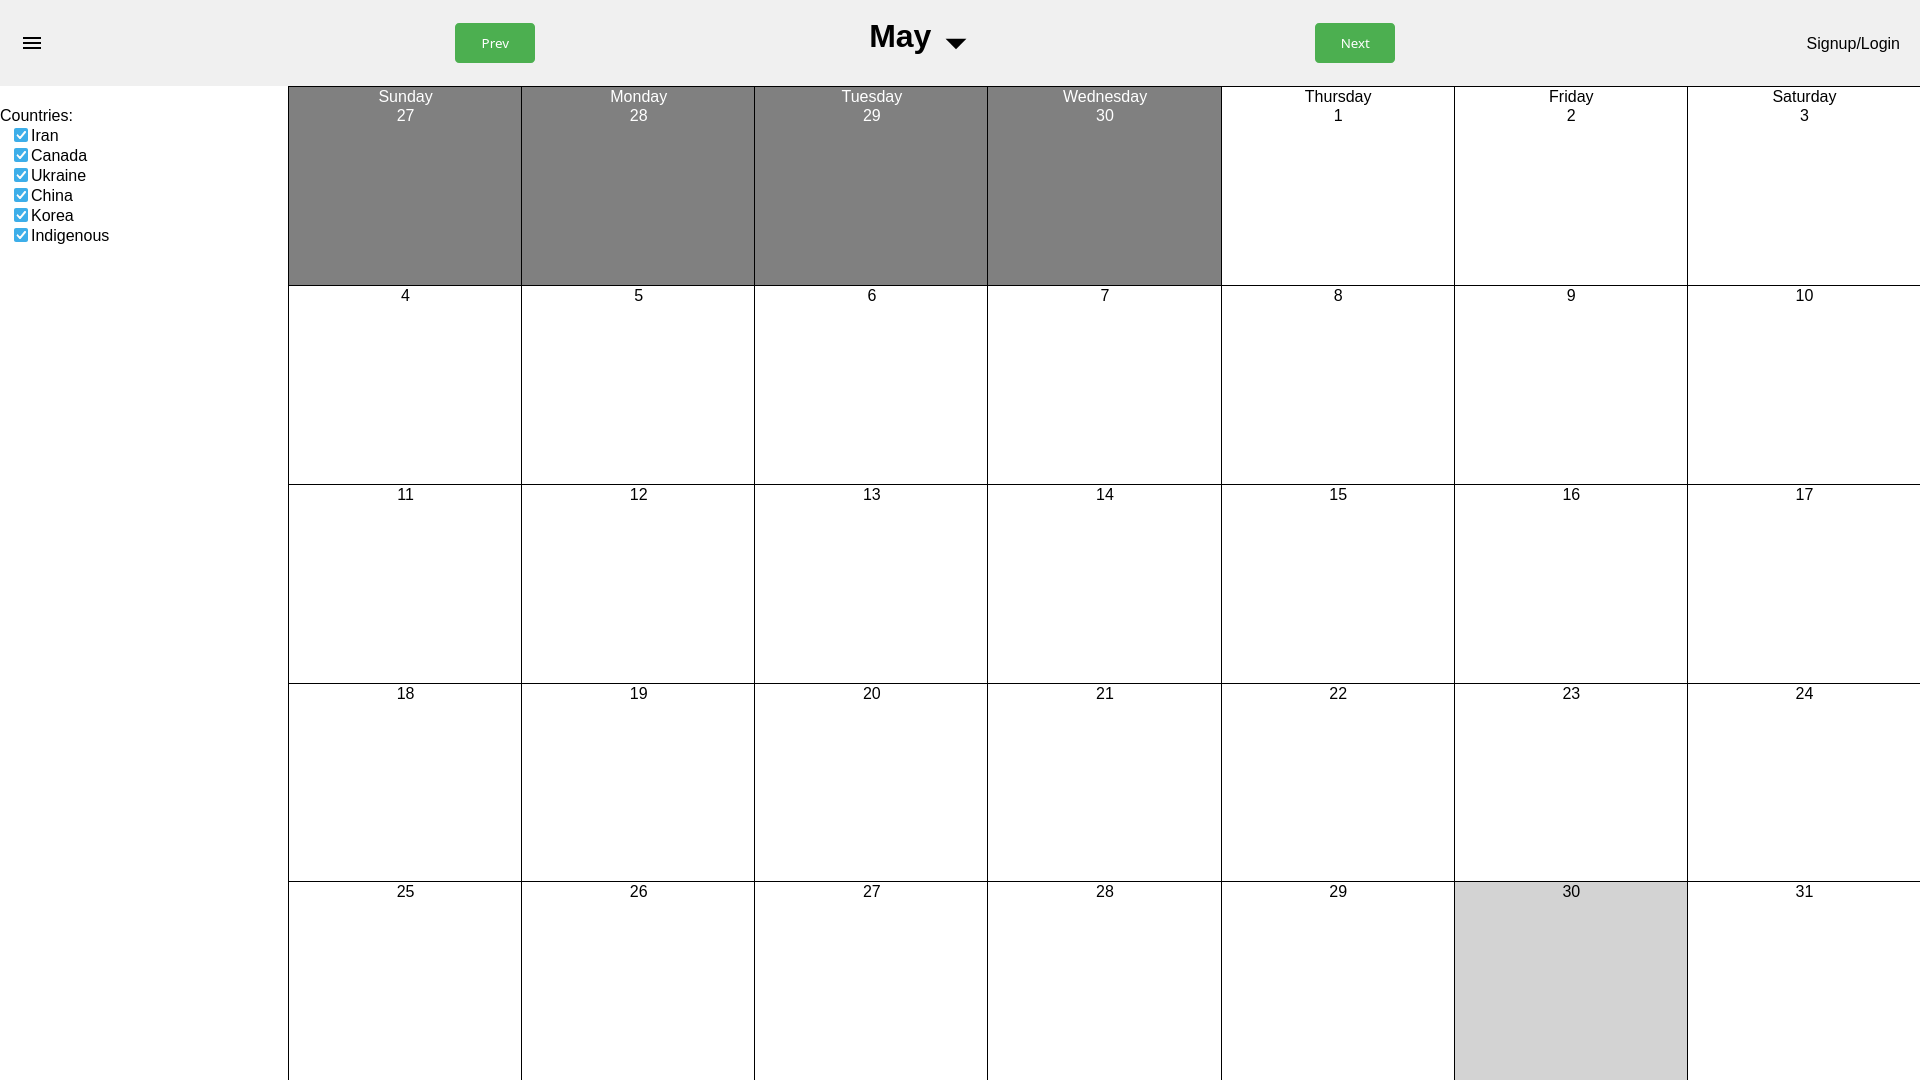 Prev May Next Signup/Login
Countries:
Iran
Canada
Ukraine
China
Korea
Indigenous
Sunday Monday Tuesday Wednesday Thursday Friday Saturday
27 28 29 30 1 2 3
4 5 6 7 8 9 10
11 12 13 14 15 16 17
18 19 20 21 22 23 24
25 26 27 28 29 30 31